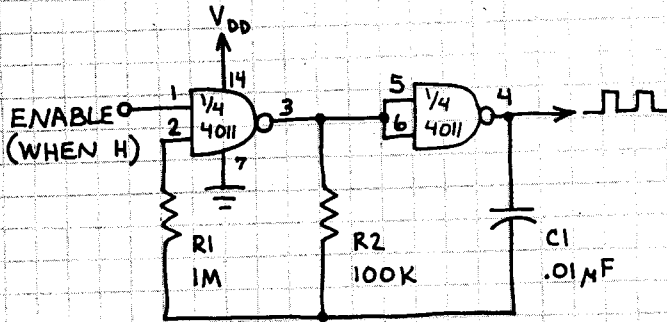 V DD
14
1
1/4
4011
3
2
7
ENABLE
(WHEN H)
5
6
1/4
4011
4
R1
1M
R2
100K
C1
.01µF